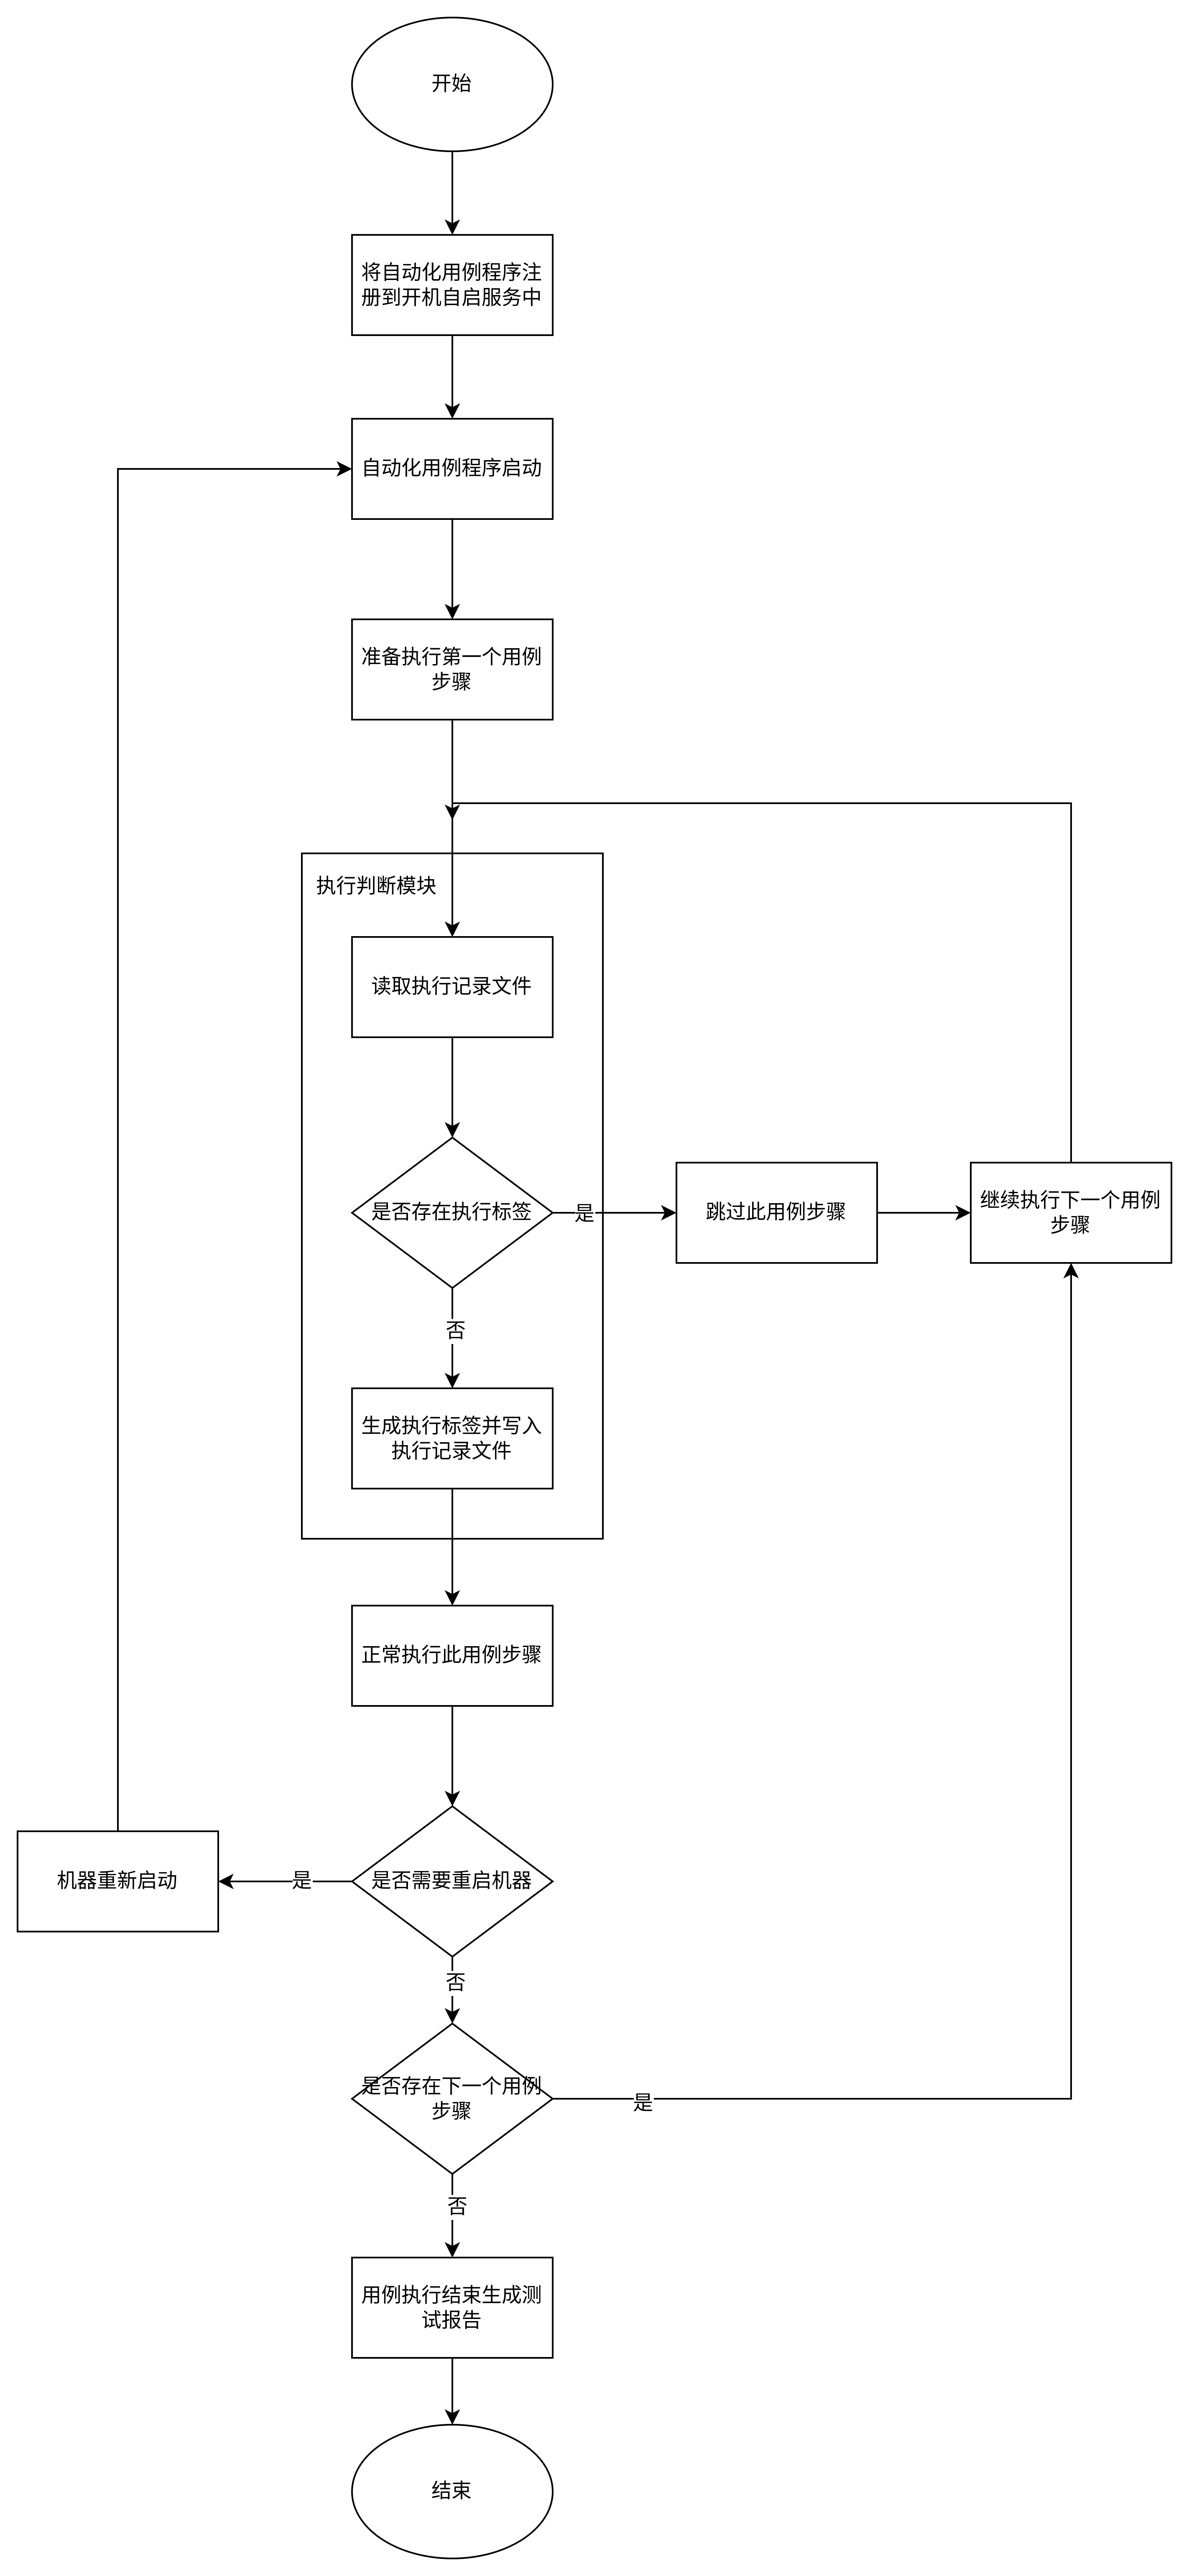 开始
将自动化用例程序注
册到开机自启服务中
自动化用例程序启动
准备执行第一个用例
步骤
执行判断模块
读取执行记录文件
是否存在执行标签
是
跳过此用例步骤
继续执行下一个用例
步骤
否
生成执行标签并写入
执行记录文件
正常执行此用例步骤
机器重新启动
是
是否需要重启机器
否
是否存在下一个用例
步骤
是
否
用例执行结束生成测
试报告
结束